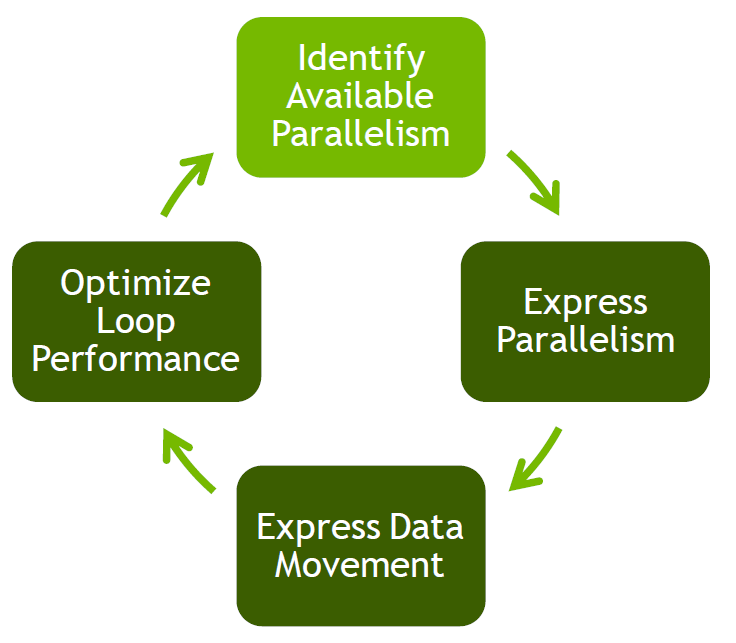 Identify
Available
Parallelism
Optimize
Loop
Performance
Express
Parallelism
Express Data
Movement